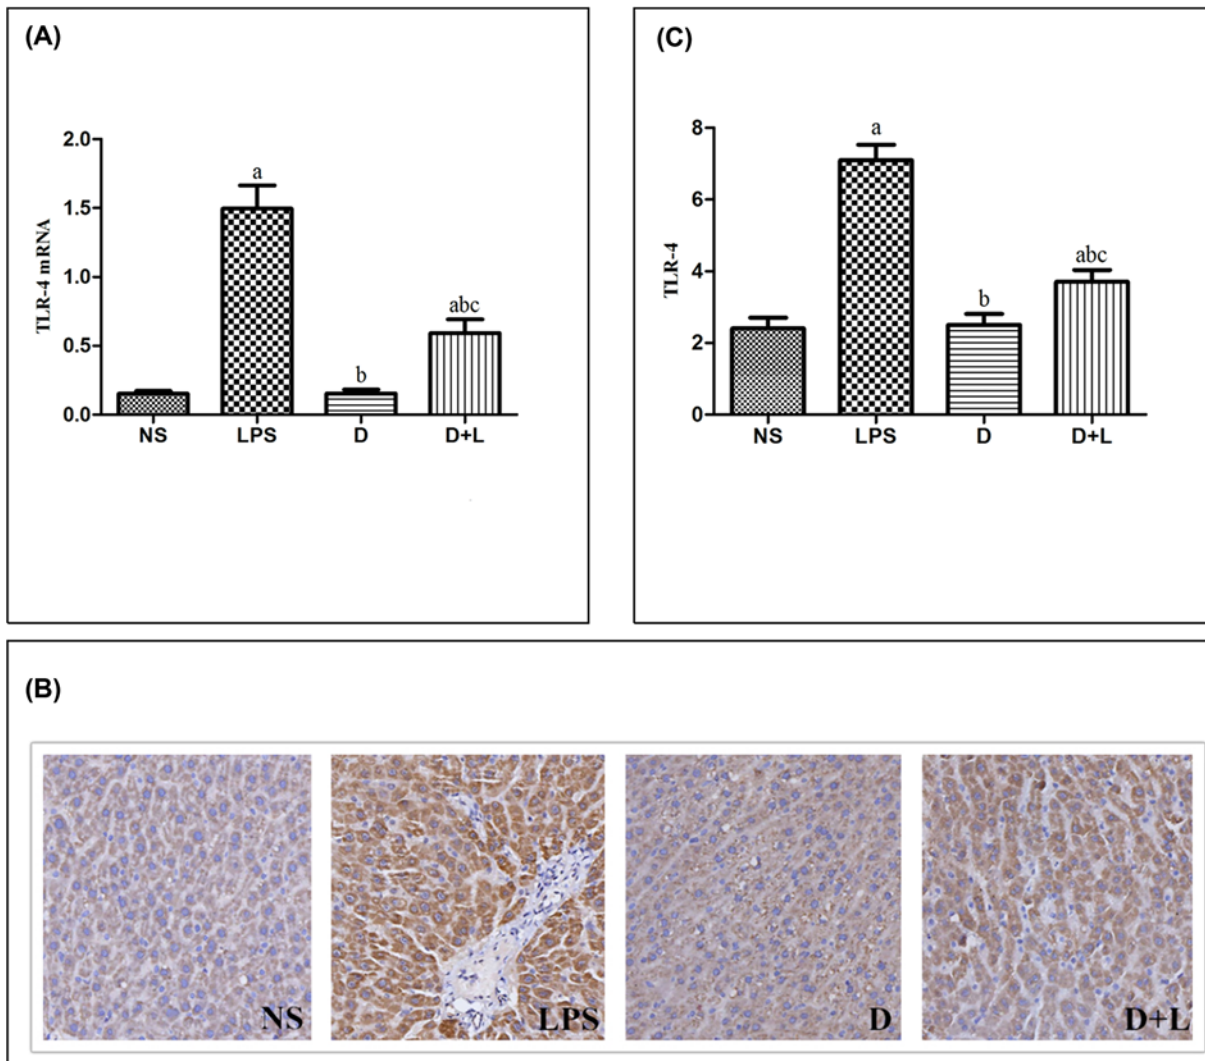 (A)
2.0
1.5
1.0
0.5
0.0
TLR-4 mRNA
a
b
abc
NS LPS D D+L
(C)
8
6
4
2
0
TLR-4
a
b
abc
NS LPS D D+L
(B)
NS LPS D D+L